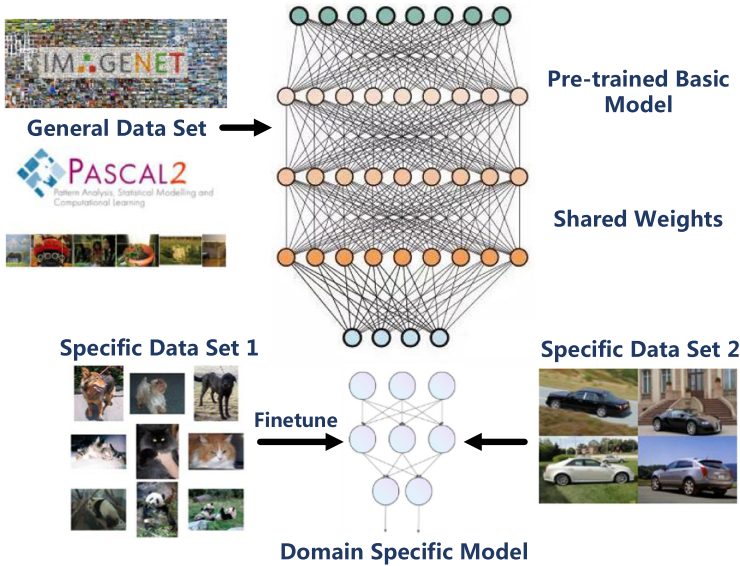 IMAGENET
Pre-trained Basic
Model
General Data Set
PASCAL2
Pattern Analysis, Statistical Modelling and
Computational Learning
Shared Weights
Specific Data Set 1
Specific Data Set 2
Finetune
Domain Specific Model